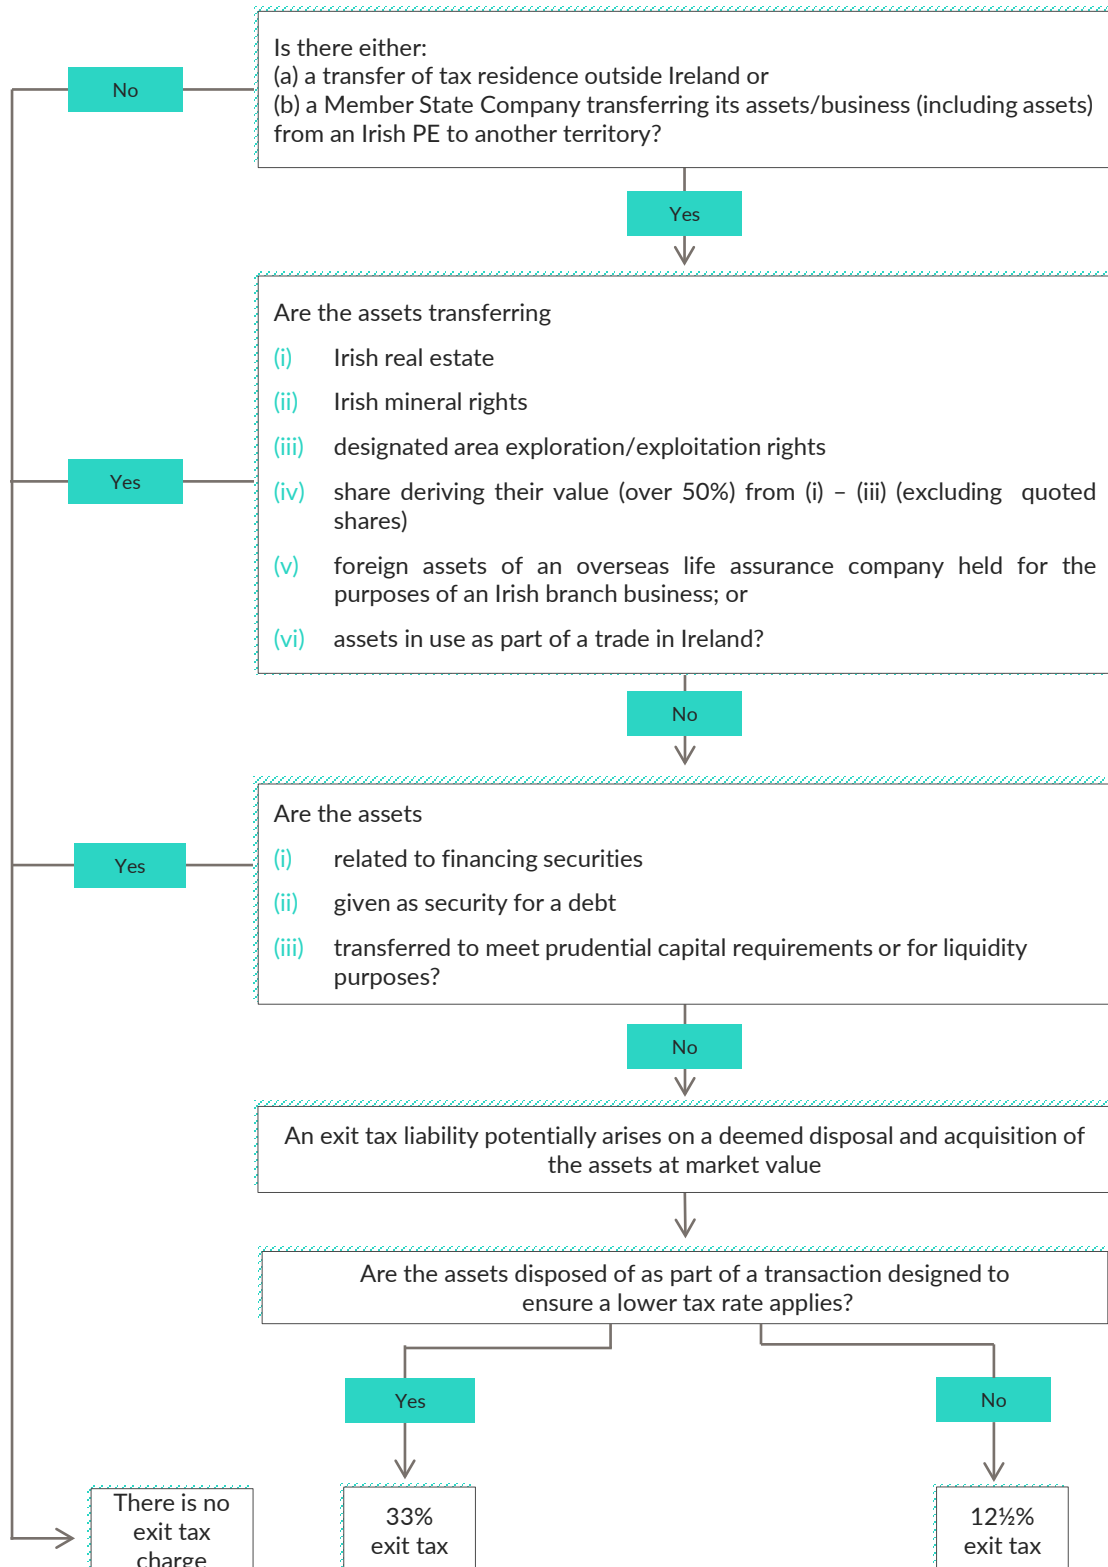 Is there either:
(a) a transfer of tax residence outside Ireland or
(b) a Member State Company transferring its assets/business (including assets)
from an Irish PE to another territory?
No
Yes
Are the assets transferring
(i) Irish real estate
(ii) Irish mineral rights
(iii) designated area exploration/exploitation rights
(iv) share deriving their value (over 50%) from (i) – (iii) (excluding quoted
shares)
(v) foreign assets of an overseas life assurance company held for the
purposes of an Irish branch business; or
(vi) assets in use as part of a trade in Ireland?
Yes
No
Are the assets
(i) related to financing securities
(ii) given as security for a debt
(iii) transferred to meet prudential capital requirements or for liquidity
purposes?
Yes
No
An exit tax liability potentially arises on a deemed disposal and acquisition of
the assets at market value
Are the assets disposed of as part of a transaction designed to
ensure a lower tax rate applies?
Yes
No
There is no
exit tax
charge
33%
exit tax
12½%
exit tax